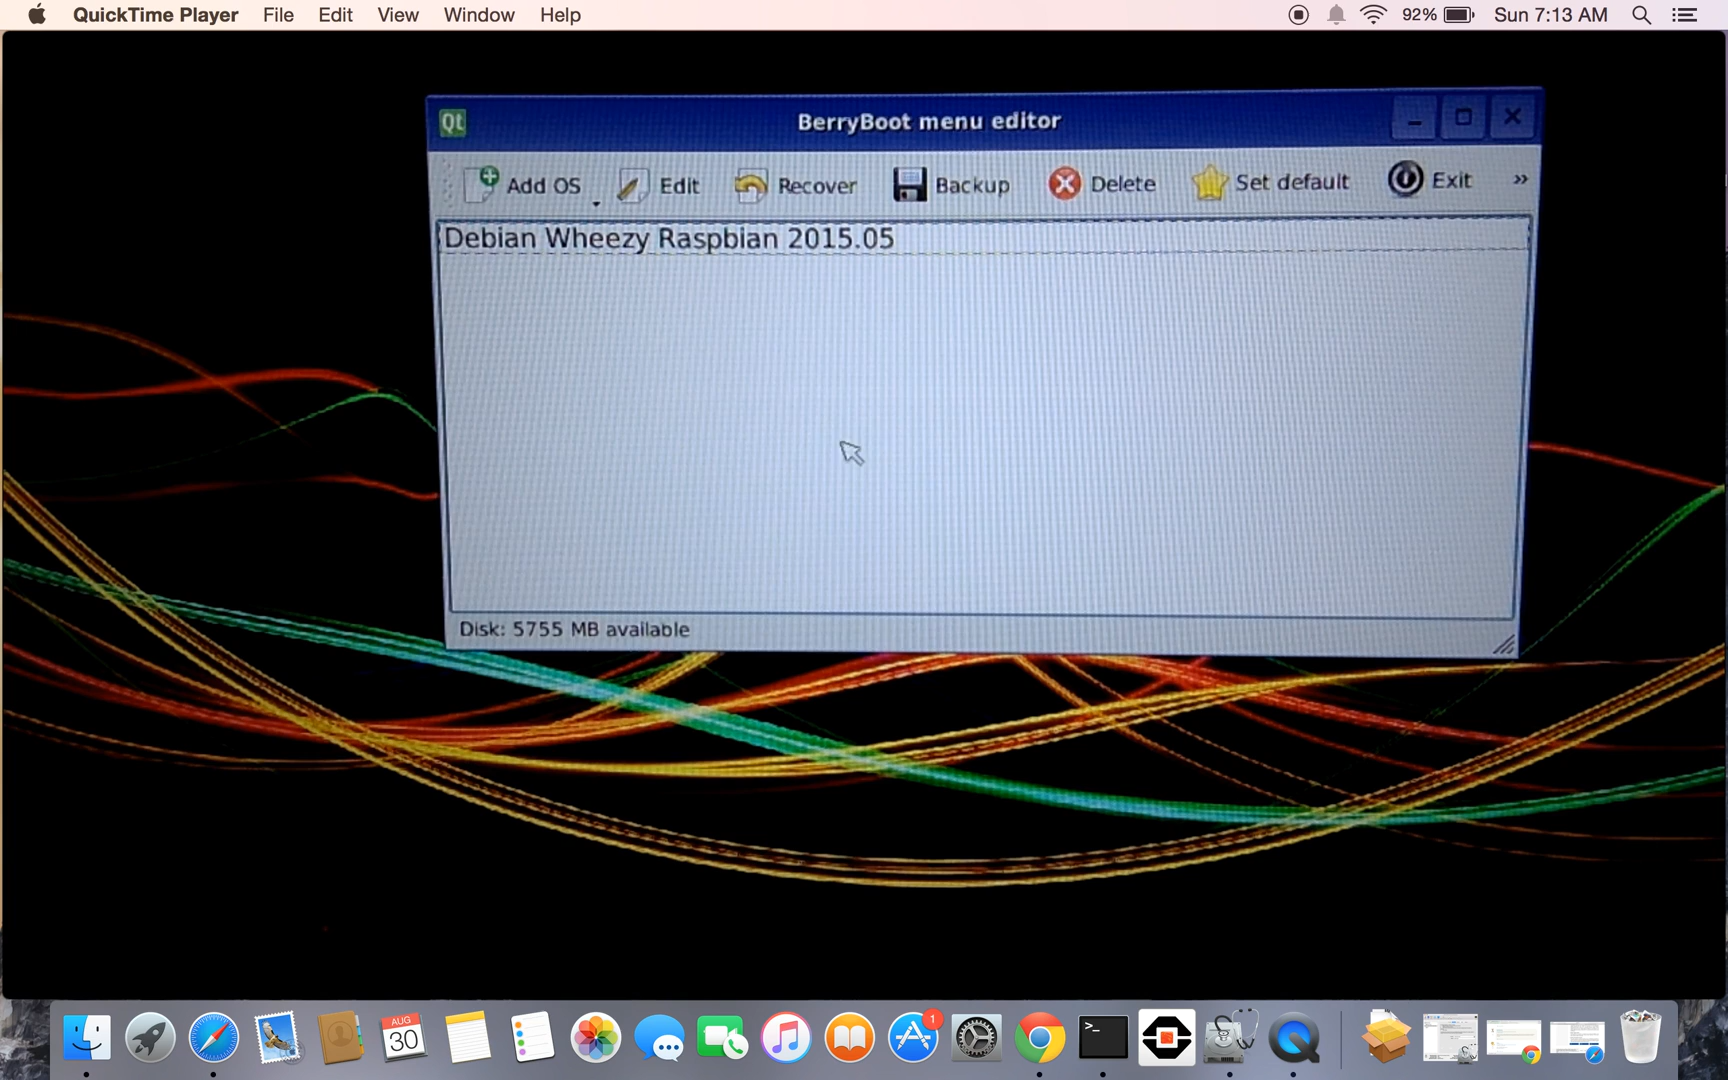 QuickTime Player File Edit View Window Help 92% Sun 7:13 AM
Qt BerryBoot menu editor
Add OS Edit Recover Backup Delete Set default Exit »
Debian Wheezy Raspbian 2015.05
Disk: 5755 MB available
AUG
30
>_
1